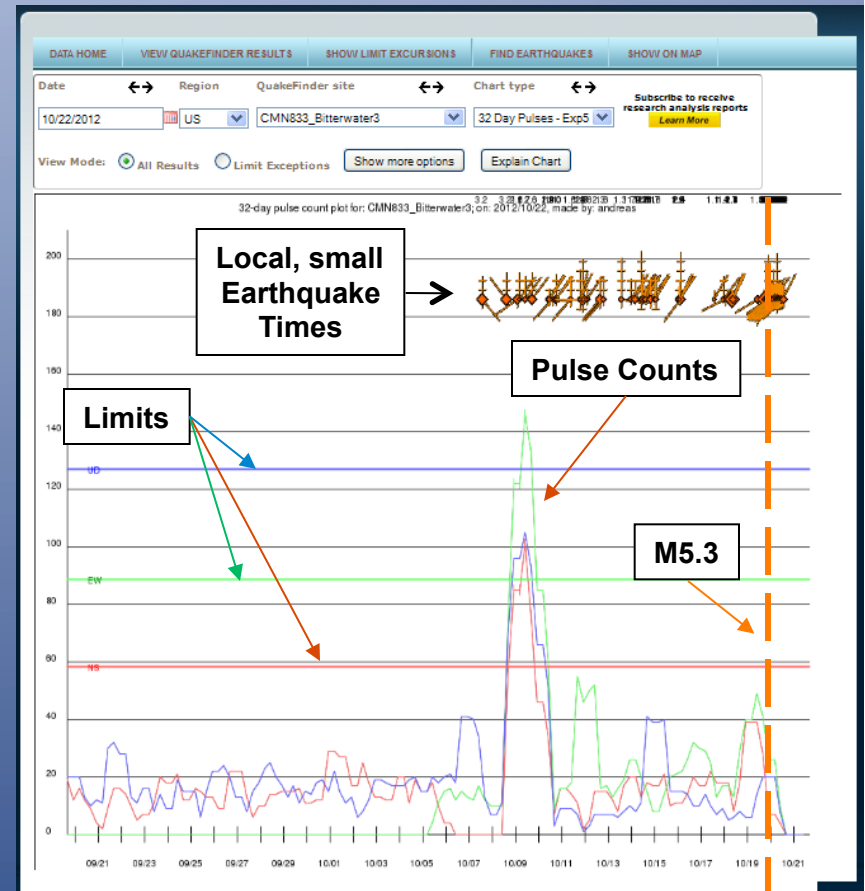 DATA HOME VIEW QUAKEFINDER RESULTS SHOW LIMIT EXCURSIONS FIND EARTHQUAKES SHOW ON MAP
Date Region QuakeFinder site Chart type
Subscribe to receive
research analysis reports
Learn More
10/22/2012 US CMN833_Bitterwater3 32 Day Pulses - Exp5
View Mode: All Results Limit Exceptions Show more options Explain Chart
3.2
32-day pulse count plot for: CMN833_Bitterwater3; on: 2012/10/22, made by: andreas
200
Local, small
Earthquake
Times
180
160
Pulse Counts
Limits
140
UD
120
100
M5.3
EW
80
60
NS
40
20
0
09/21 09/23 09/25 09/27 09/29 10/01 10/03 10/05 10/07 10/09 10/11 10/13 10/15 10/17 10/19 10/21